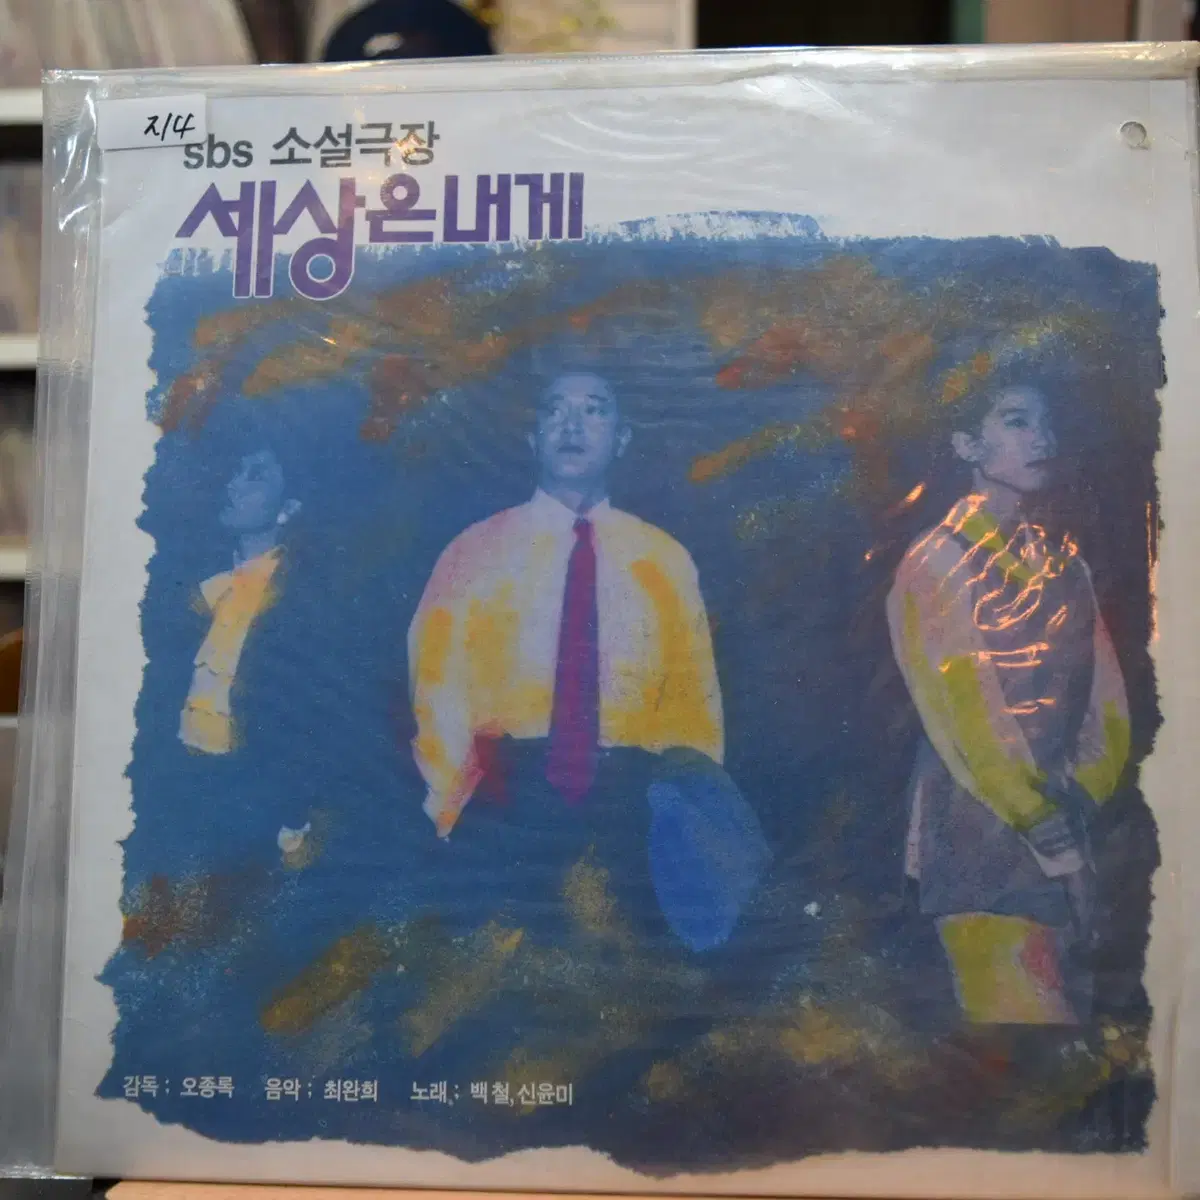 지4
sbs 소설극장
세상은내게
감독 : 오종록 음악 ; 최완희 노래 ; 백철, 신윤미